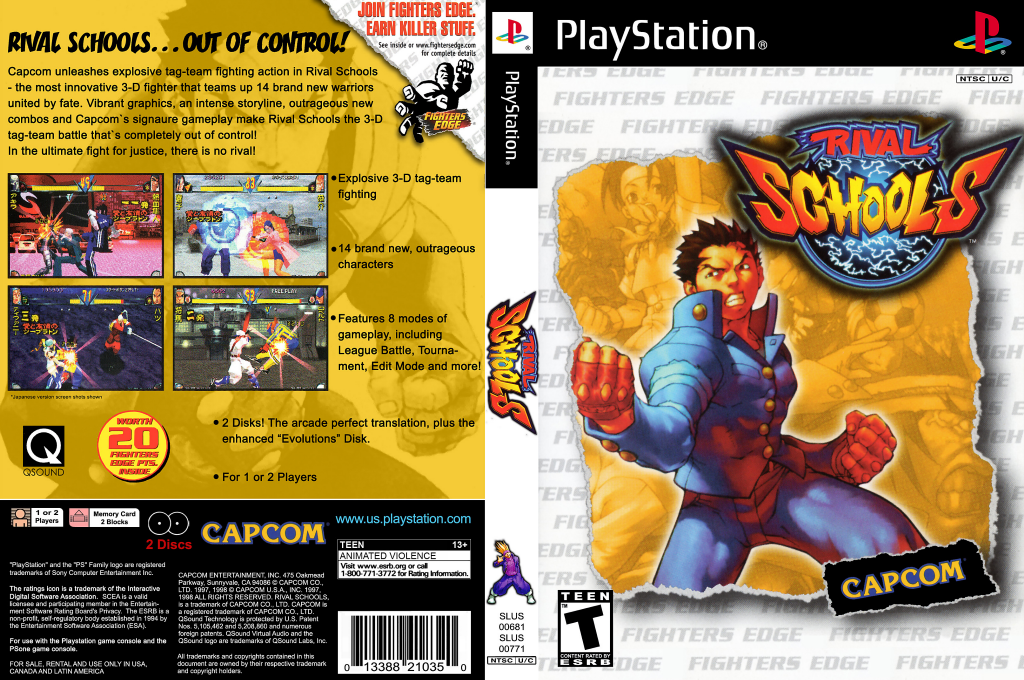 RIVAL SCHOOLS...OUT OF CONTROL!
Capcom unleashes explosive tag-team fighting action in Rival Schools
- the most innovative 3-D fighter that teams up 14 brand new warriors
united by fate. Vibrant graphics, an intense storyline, outrageous new
combos and Capcom`s signaure gameplay make Rival Schools the 3-D
tag-team battle that`s completely out of control!
In the ultimate fight for justice, there is no rival!
JOIN FIGHTERS EDGE.
EARN KILLER STUFF.
See inside or www.fightersedge.com
for complete details
FIGHTERS
EDGE
• Explosive 3-D tag-team
fighting
• 14 brand new, outrageous
characters
• Features 8 modes of
gameplay, including
League Battle, Tourna-
ment, Edit Mode and more!
FREE PLAY
*Japanese version screen shots shown
Q
QSOUND
WORTH
20
FIGHTERS
EDGE PTS.
INSIDE
• 2 Disks! The arcade perfect translation, plus the
enhanced “Evolutions” Disk.
• For 1 or 2 Players
1 or 2
Players
Memory Card
2 Blocks
2 Discs
CAPCOM
www.us.playstation.com
"PlayStation" and the "PS" Family logo are registered
trademarks of Sony Computer Entertainment Inc.
The ratings icon is a trademark of the Interactive
Digital Software Association. SCEA is a valid
licensee and participating member in the Entertain-
ment Software Rating Board's Privacy. The ESRB is a
non-profit, self-regulatory body established in 1994 by
the Entertainment Software Association (ESA).
For use with the Playstation game console and the
PSone game console.
FOR SALE, RENTAL AND USE ONLY IN USA,
CANADA AND LATIN AMERICA
CAPCOM ENTERTAINMENT, INC. 475 Oakmead
Parkway, Sunnyvale, CA 94086 © CAPCOM CO.,
LTD. 1997, 1998 © CAPCOM U.S.A., INC. 1997,
1998 ALL RIGHTS RESERVED. RIVAL SCHOOLS,
is a trademark of CAPCOM CO., LTD. CAPCOM is
a registered trademark of CAPCOM CO., LTD.
QSound Technology is protected by U.S. Patent
Nos. 5,105,462 and 5,208,860 and numerous
foreign patents. QSound Virtual Audio and the
QSound logo are trademarks of QSound Labs, Inc.
All trademarks and copyrights contained in this
document are owned by their respective trademark
and copyright holders.
TEEN 13+
ANIMATED VIOLENCE
Visit www.esrb.org or call
1-800-771-3772 for Rating Information.
0 13388 21035 0
PlayStation®
RIVAL
SCHOOLS
SLUS
00681
SLUS
00771
NTSC U/C
PlayStation®
NTSC U/C
FIGHTERS EDGE
RIVAL
SCHOOLS™
CAPCOM
TEEN
T
™
CONTENT RATED BY
ESRB